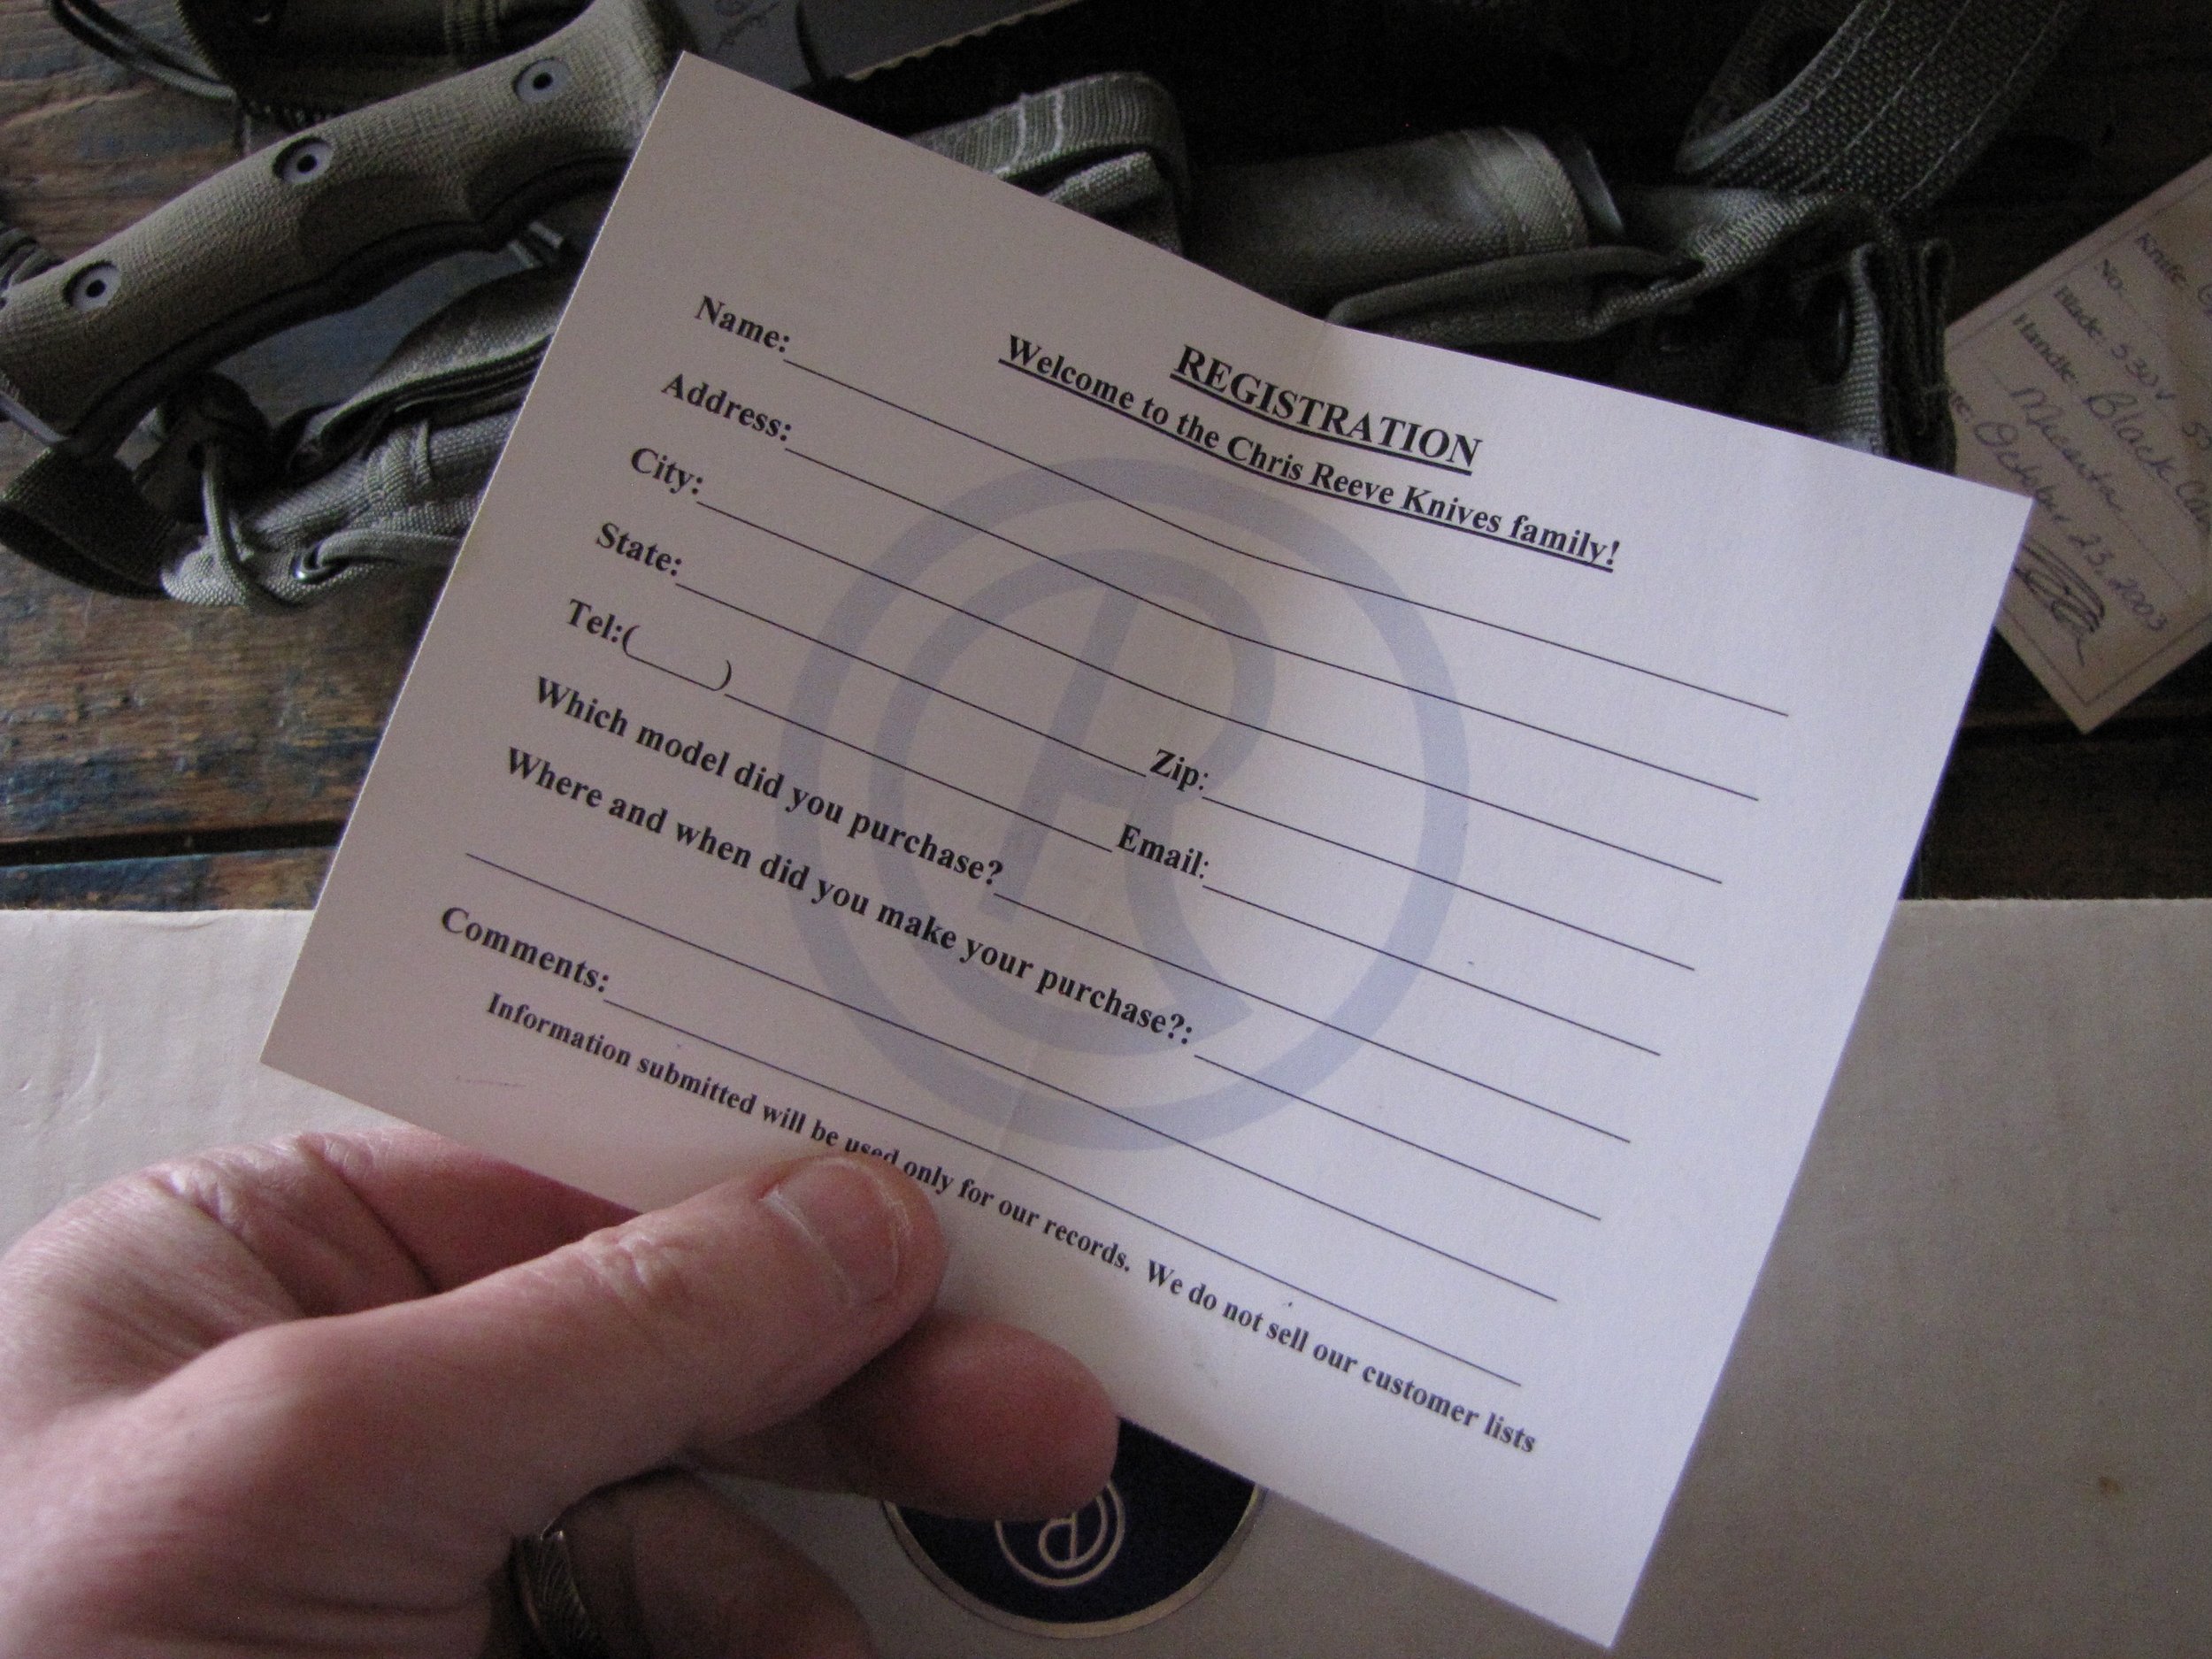 REGISTRATION
Welcome to the Chris Reeve Knives family!
Name:
Address:
City:
State: Zip:
Tel:( ) Email:
Which model did you purchase?
Where and when did you make your purchase?:
Comments:
Information submitted will be used only for our records. We do not sell our customer lists
Knife
No.
Blade: S30V
Handle: Black
Micarta
October 23, 2003